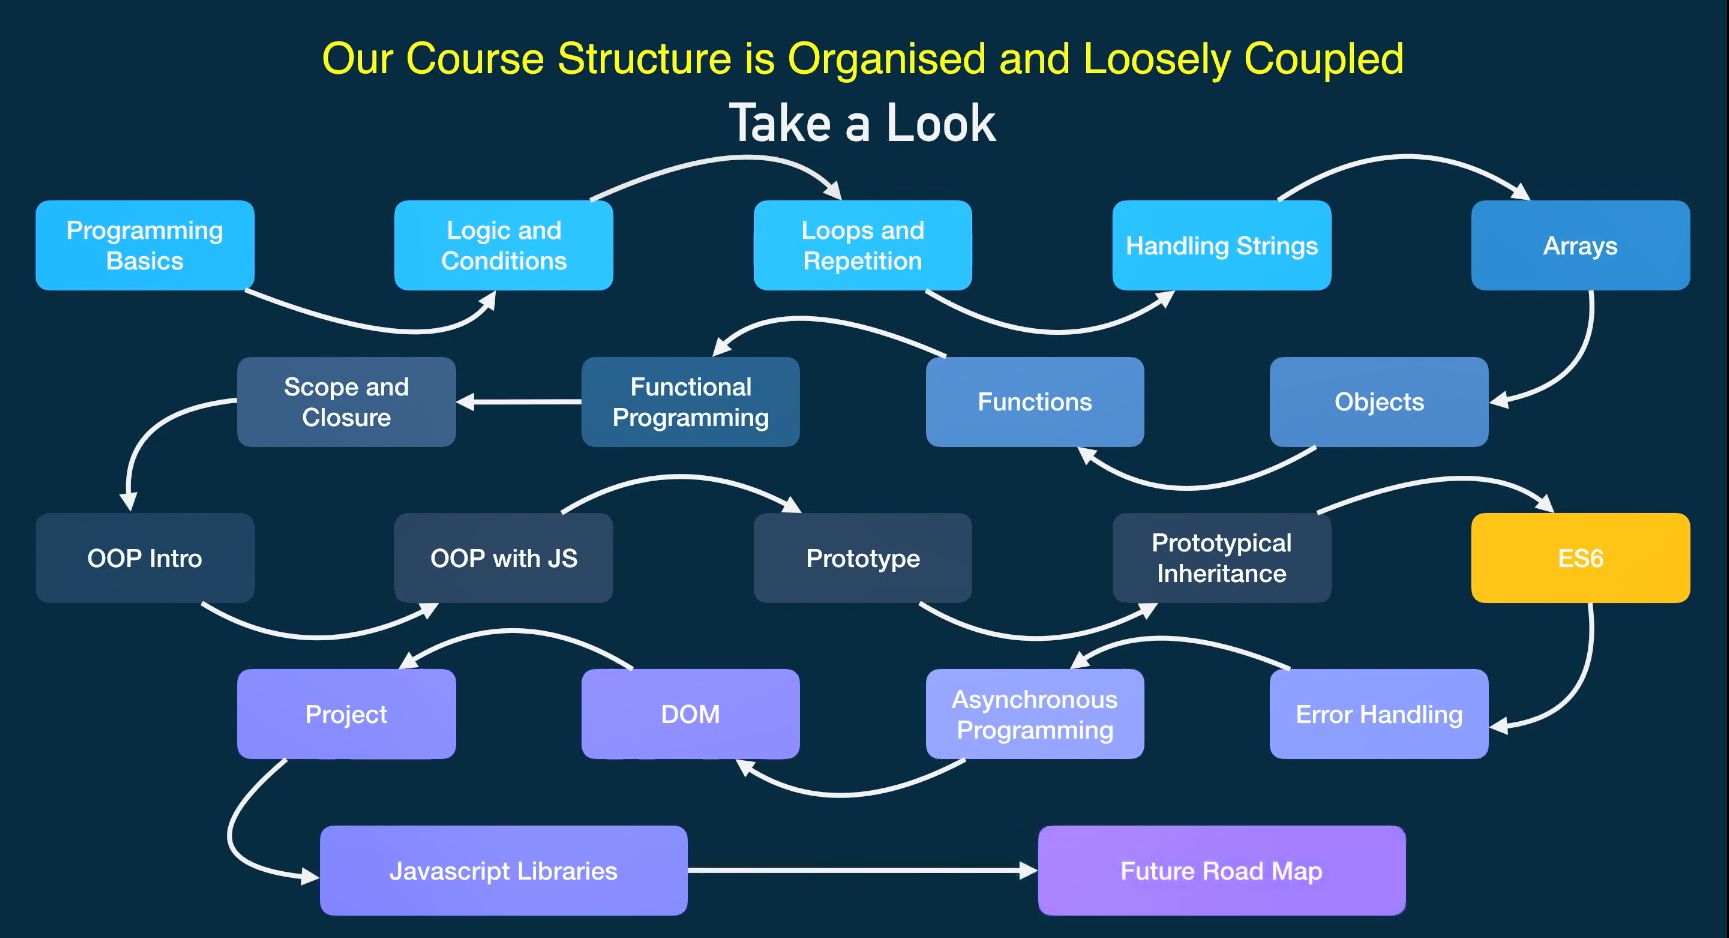 Our Course Structure is Organised and Loosely Coupled
Take a Look
Programming
Basics
Logic and
Conditions
Loops and
Repetition
Handling Strings
Arrays
Scope and
Closure
Functional
Programming
Functions
Objects
OOP Intro
OOP with JS
Prototype
Prototypical
Inheritance
ES6
Project
DOM
Asynchronous
Programming
Error Handling
Javascript Libraries
Future Road Map